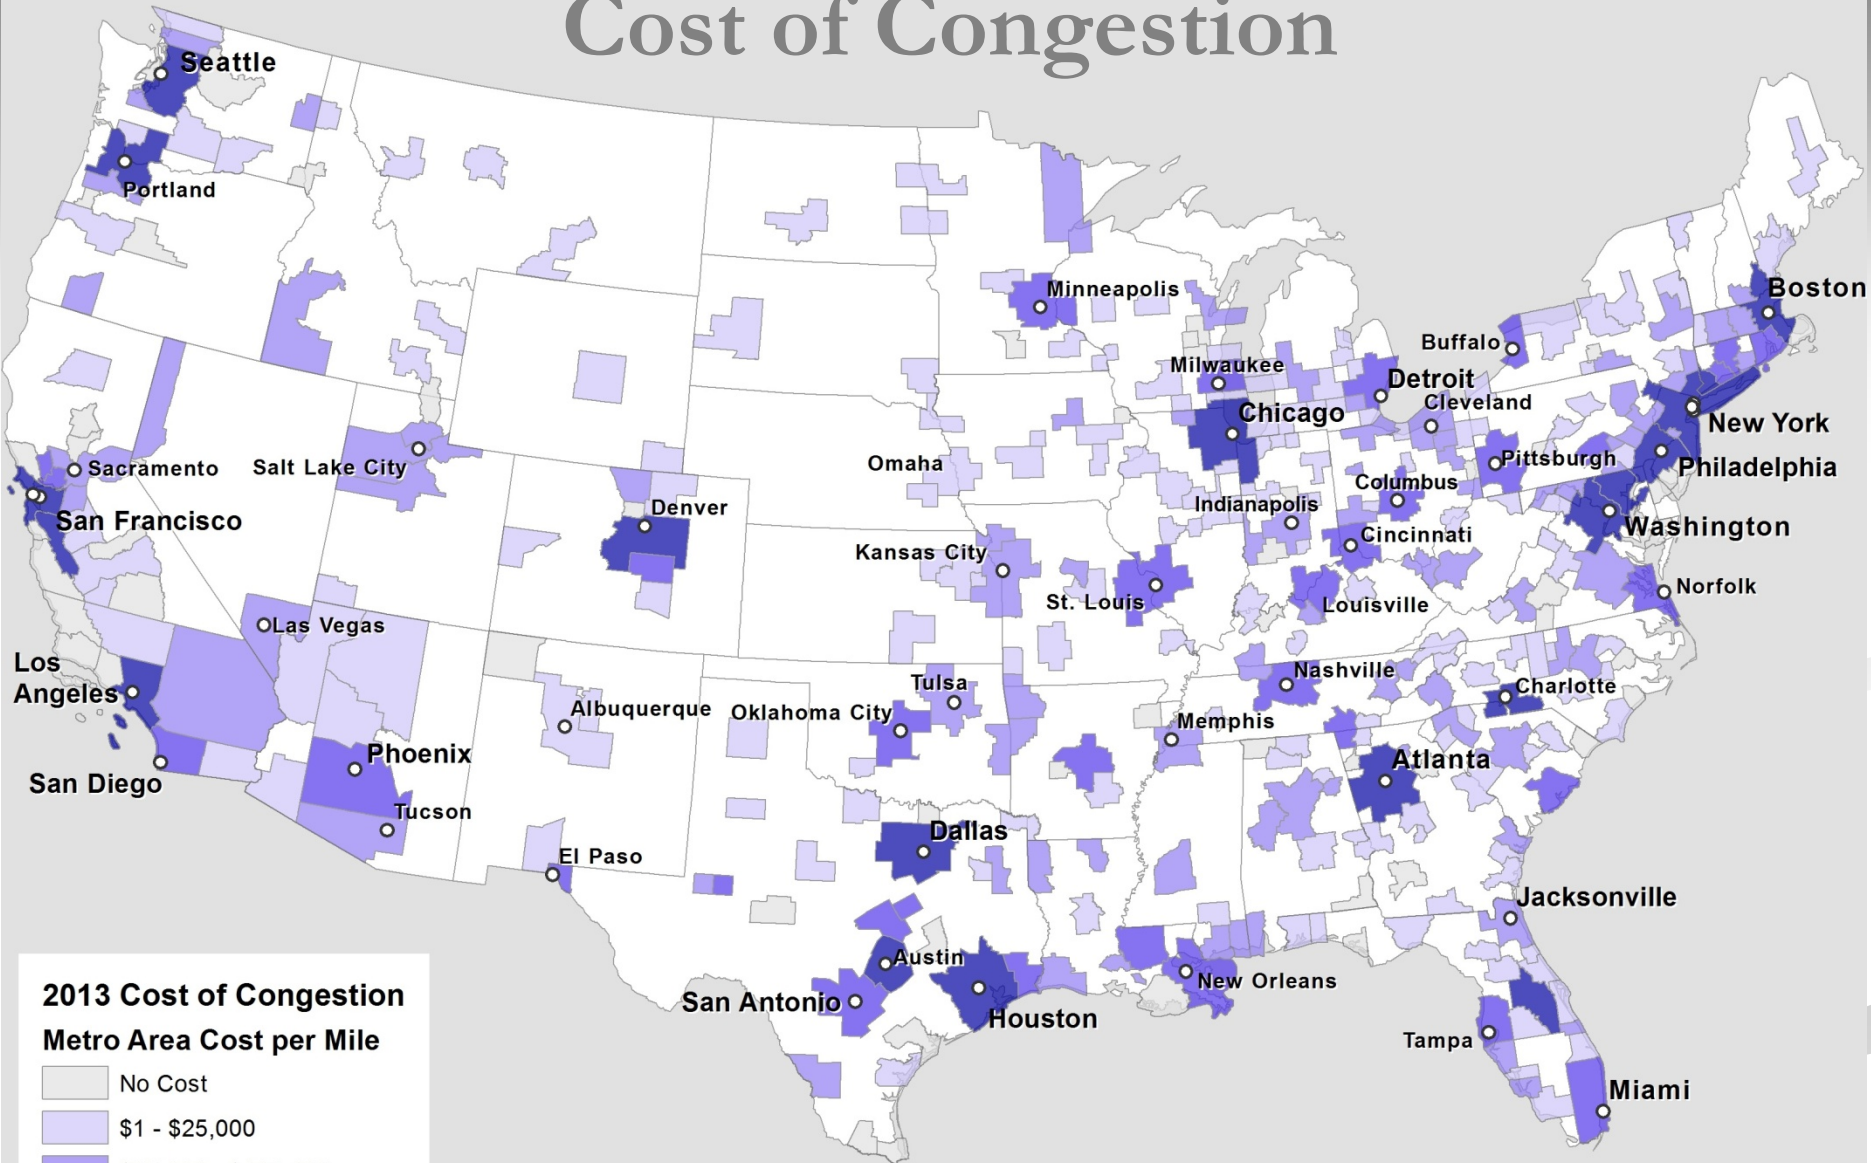 Cost of Congestion
Seattle
Portland
Minneapolis
Boston
Buffalo
Milwaukee
Detroit
Cleveland
Chicago
New York
Sacramento
Salt Lake City
Omaha
Pittsburgh
Philadelphia
Columbus
Indianapolis
Denver
San Francisco
Washington
Cincinnati
Kansas City
Norfolk
St. Louis
Louisville
Las Vegas
Los
Angeles
Nashville
Tulsa
Charlotte
Albuquerque
Oklahoma City
Memphis
Phoenix
Atlanta
San Diego
Tucson
Dallas
El Paso
Jacksonville
Austin
New Orleans
San Antonio
Houston
Tampa
Miami
2013 Cost of Congestion
Metro Area Cost per Mile
No Cost
$1 - $25,000